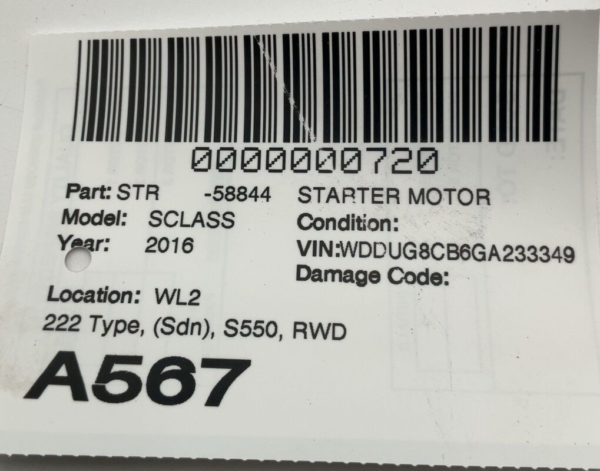 0000000720
Part: STR -58844 STARTER MOTOR
Model: SCLASS Condition:
Year: 2016 VIN:WDDUG8CB6GA233349
Damage Code:
Location: WL2
222 Type, (Sdn), S550, RWD
A567